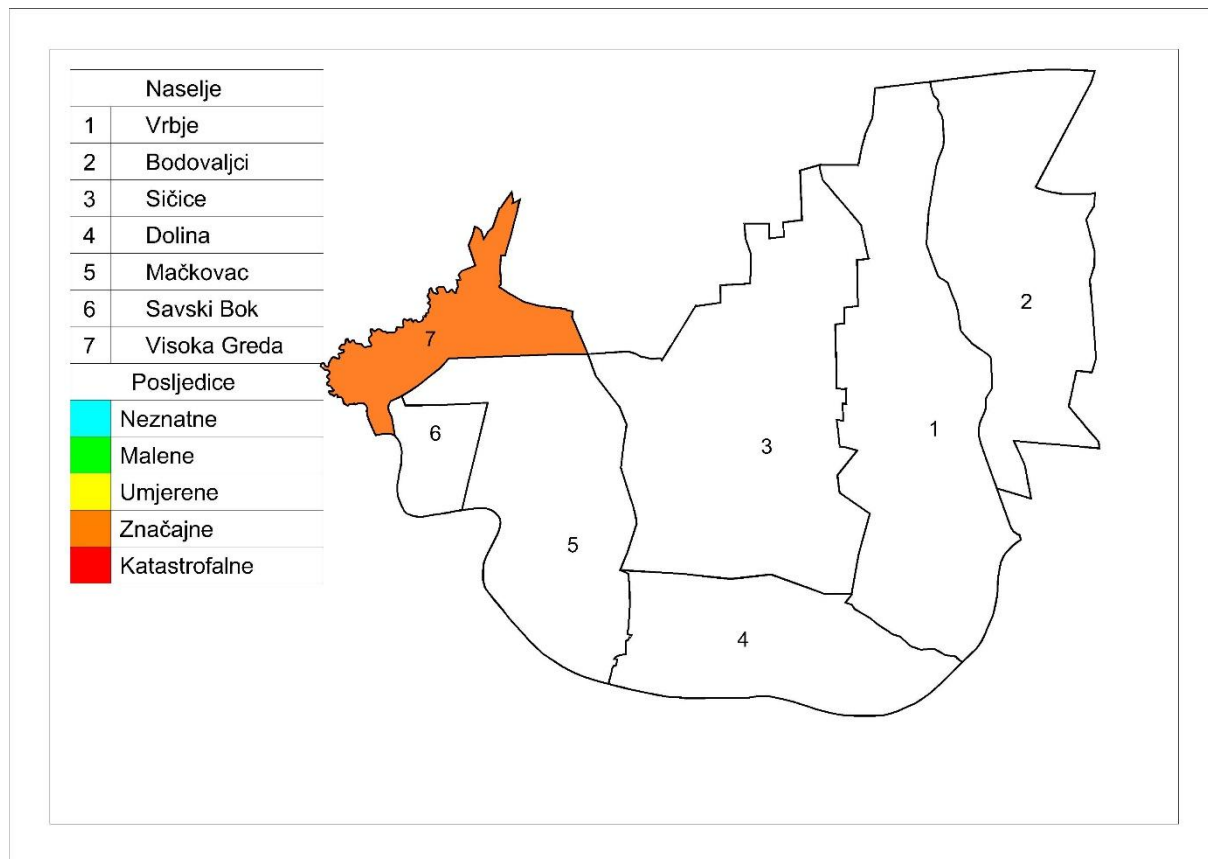 Naselje
1 Vrbje
2 Bodovaljci
3 Sičice
4 Dolina
5 Mačkovac
6 Savski Bok
7 Visoka Greda
Posljedice
Neznatne
Malene
Umjerene
Značajne
Katastrofalne
2
7
6
1
3
5
4